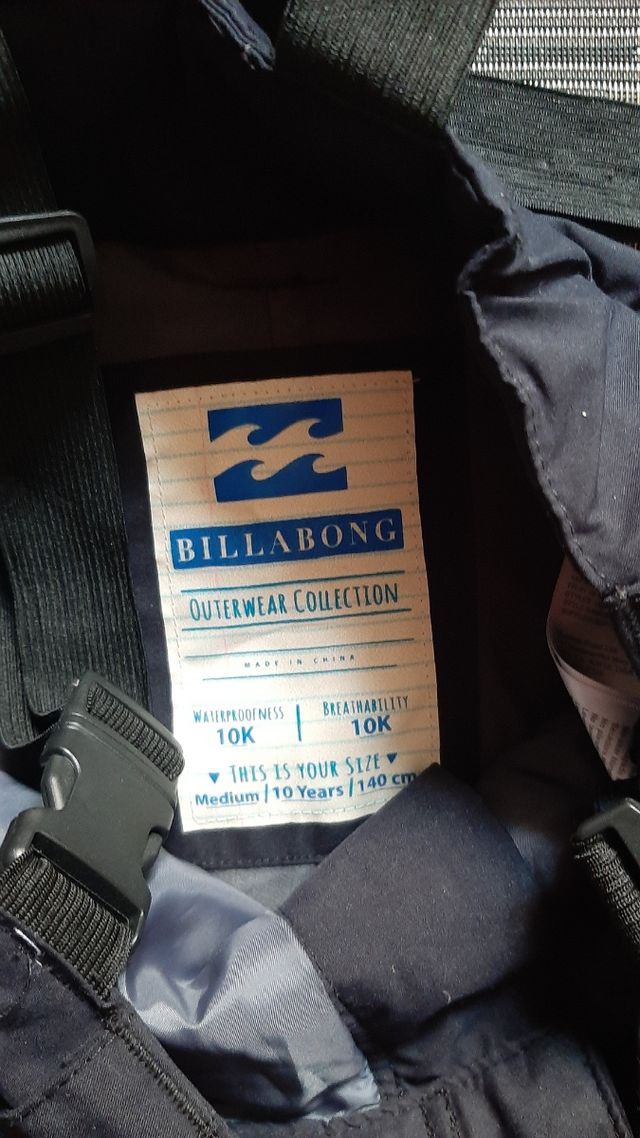 BILLABONG
OUTERWEAR COLLECTION
MADE IN CHINA
WATERPROOFNESS
10K
BREATHABILITY
10K
▼ THIS IS YOUR SIZE ▼
Medium | 10 Years | 140 cm